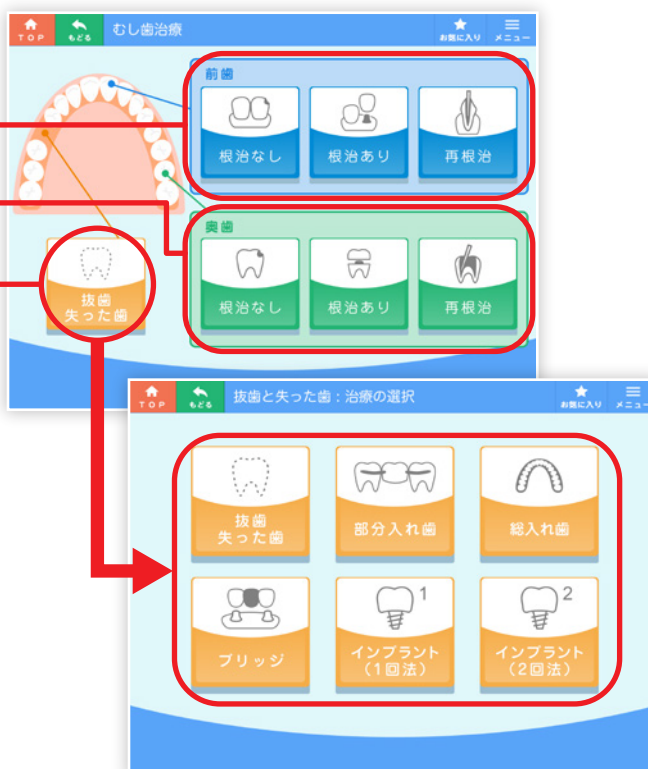 TOP
もどる
むし歯治療
お気に入り
メニュー
前歯
根治なし
根治あり
再根治
奥歯
根治なし
根治あり
再根治
抜歯
失った歯
TOP
もどる
抜歯と失った歯:治療の選択
お気に入り
メニュー
抜歯
失った歯
部分入れ歯
総入れ歯
ブリッジ
1
インプラント
(1回法)
2
インプラント
(2回法)